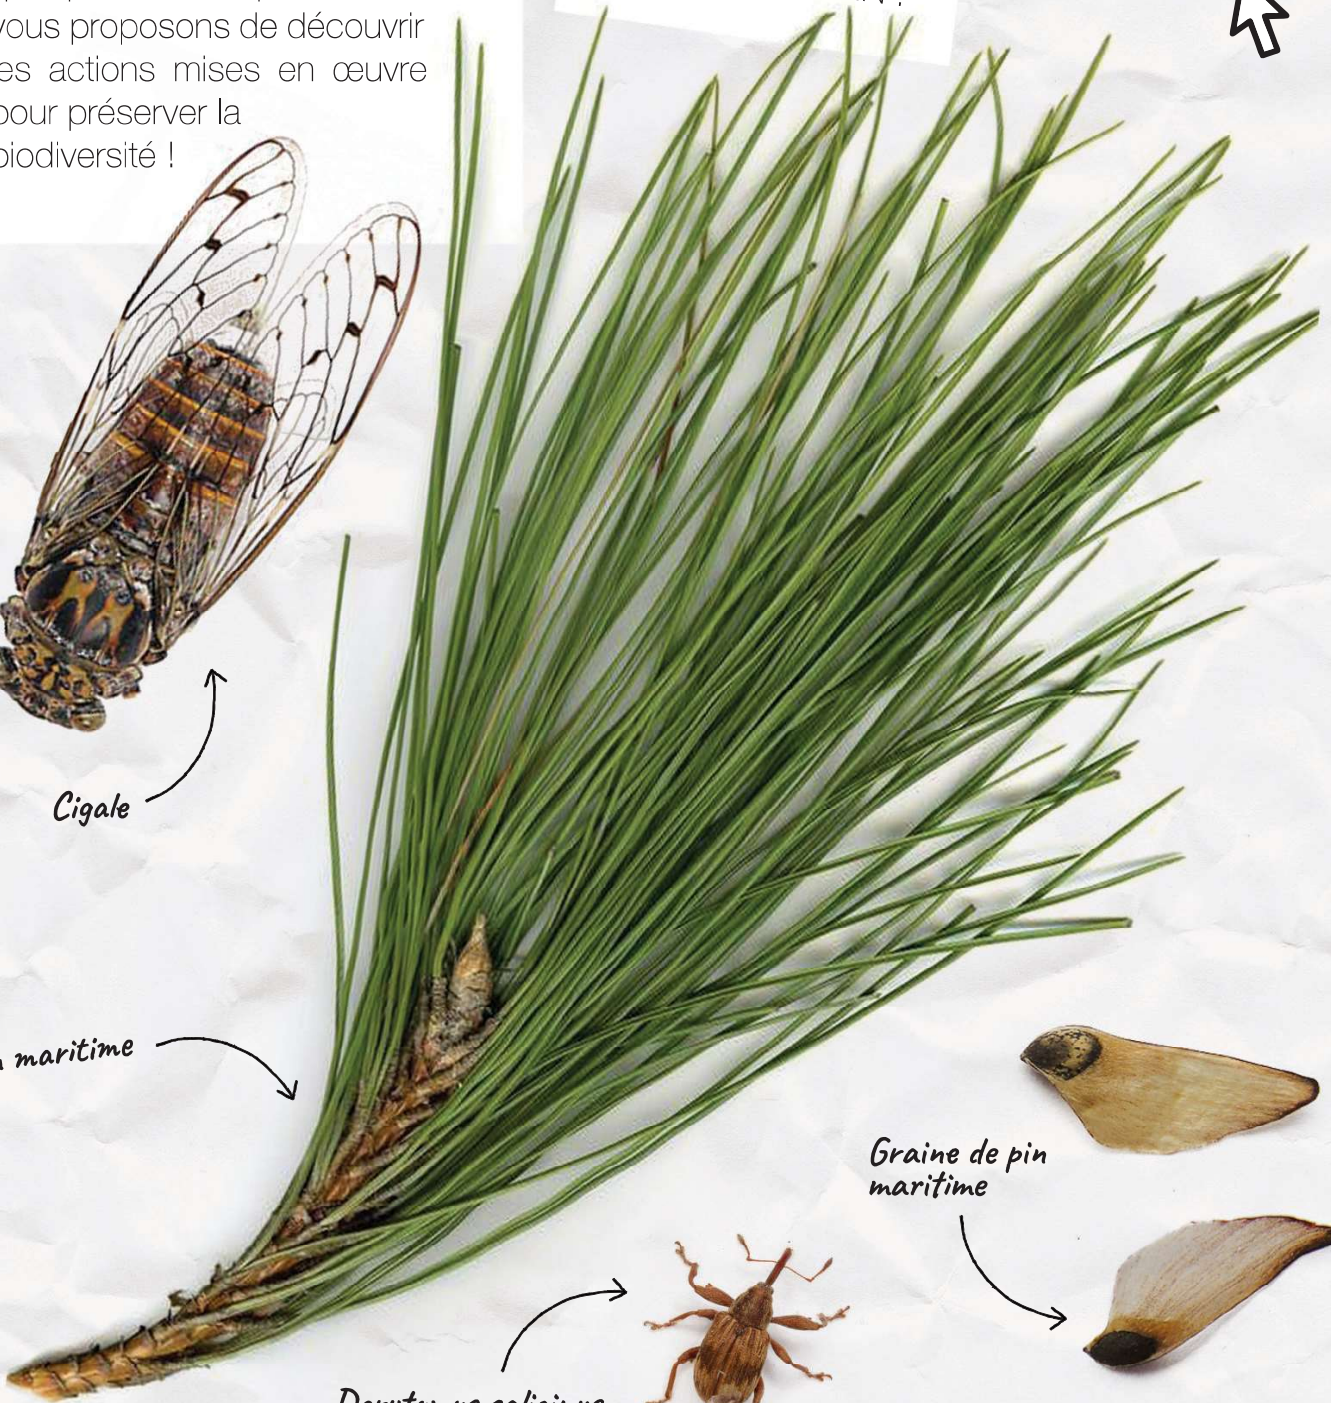 vous proposons de découvrir
es actions mises en œuvre
pour préserver la
biodiversité !
Cigale
maritime
Graine de pin
maritime